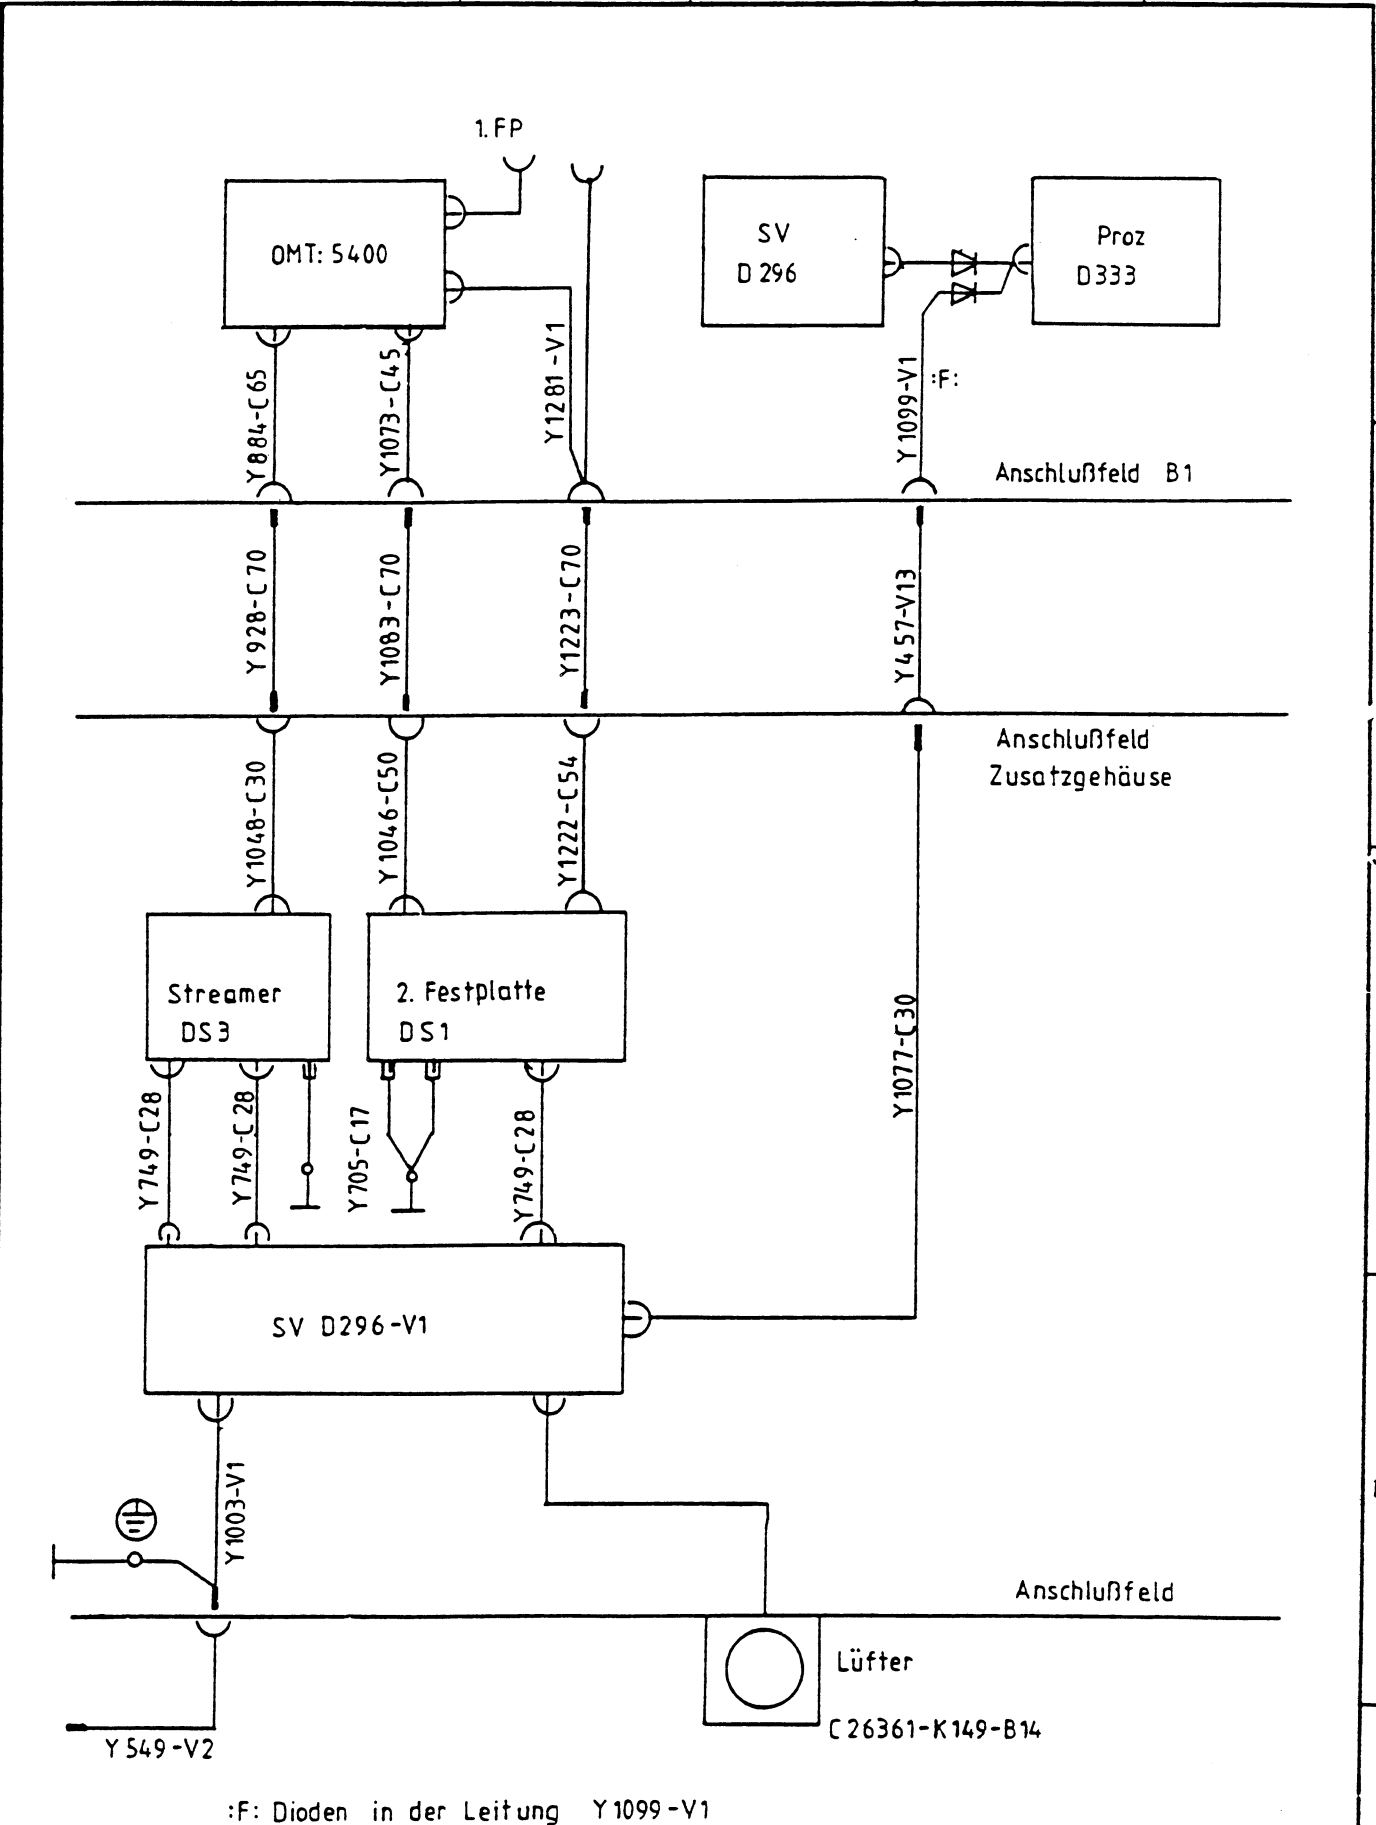 1.FP
OMT: 5400
SV
D296
Proz
D333
Y884-C65
Y1073-C45
Y1281-V1
Y1099-V1
:F:
Anschlußfeld B1
Y928-C70
Y1083-C70
Y1223-C70
Y457-V13
Anschlußfeld
Zusatzgehäuse
Y1048-C30
Y1046-C50
Y1222-C54
Streamer
DS3
2. Festplatte
DS1
Y1077-C30
Y749-C28
Y749-C28
Y705-C17
Y749-C28
SV D296-V1
Y1003-V1
Anschlußfeld
Lüfter
C26361-K149-B14
Y549-V2
:F: Dioden in der Leitung Y1099-V1